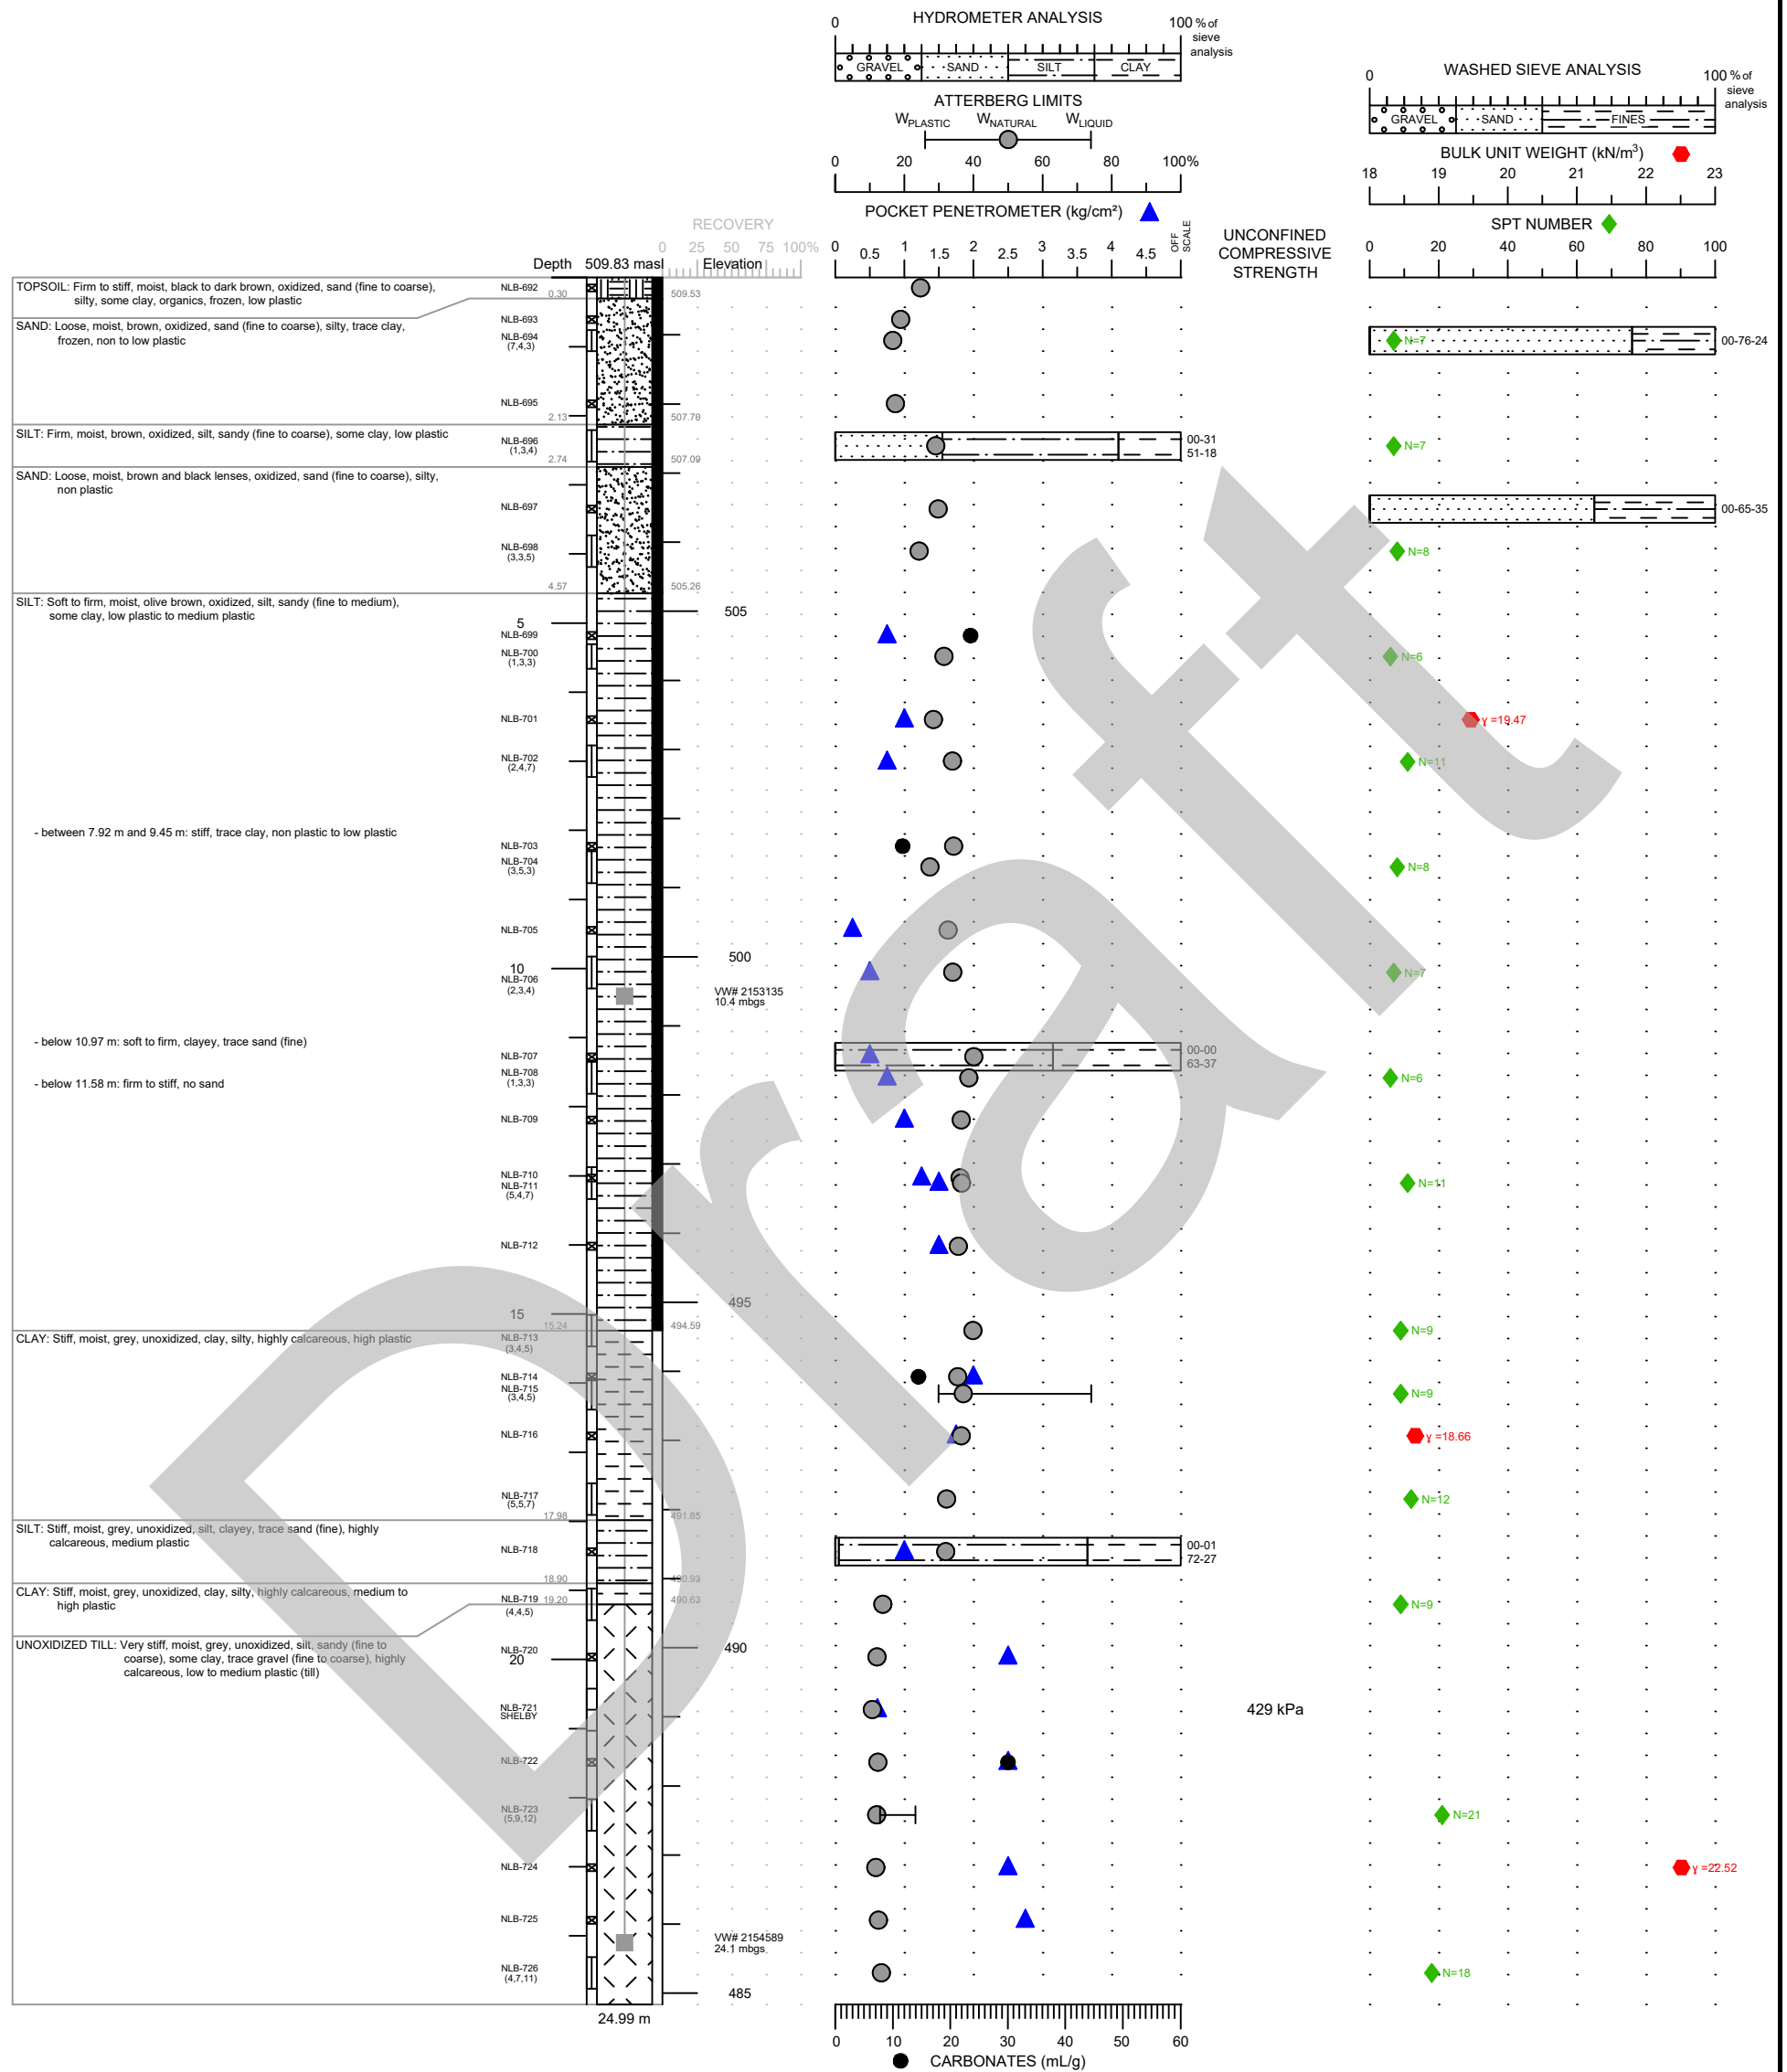 HYDROMETER ANALYSIS
0 100 % of sieve analysis
GRAVEL SAND SILT CLAY
WASHED SIEVE ANALYSIS
0 100 % of sieve analysis
GRAVEL SAND FINES
ATTERBERG LIMITS
WPLASTIC WNATURAL WLIQUID
0 20 40 60 80 100%
BULK UNIT WEIGHT (kN/m³)
18 19 20 21 22 23
POCKET PENETROMETER (kg/cm²)
0 0.5 1 1.5 2 2.5 3 3.5 4 4.5 OFF SCALE
UNCONFINED
COMPRESSIVE
STRENGTH
SPT NUMBER
0 20 40 60 80 100
RECOVERY
0 25 50 75 100%
Depth 509.83 masl Elevation
TOPSOIL: Firm to stiff, moist, black to dark brown, oxidized, sand (fine to coarse),
silty, some clay, organics, frozen, low plastic
NLB-692
0.30 509.53
SAND: Loose, moist, brown, oxidized, sand (fine to coarse), silty, trace clay,
frozen, non to low plastic
NLB-693
NLB-694
(7,4,3)
N=7 00-76-24
NLB-695
2.13 507.70
SILT: Firm, moist, brown, oxidized, silt, sandy (fine to coarse), some clay, low plastic
NLB-696
(1,3,4)
00-31
51-18
N=7
2.74 507.09
SAND: Loose, moist, brown and black lenses, oxidized, sand (fine to coarse), silty,
non plastic
NLB-697
00-65-35
NLB-698
(3,3,5)
N=8
4.57 505.26
SILT: Soft to firm, moist, olive brown, oxidized, silt, sandy (fine to medium),
some clay, low plastic to medium plastic
505
5
NLB-699
NLB-700
(1,3,3)
N=6
NLB-701
γ =19.47
NLB-702
(2,4,7)
N=11
- between 7.92 m and 9.45 m: stiff, trace clay, non plastic to low plastic
NLB-703
NLB-704
(3,5,3)
N=8
NLB-705
500
10
NLB-706
(2,3,4)
N=7
VW# 2153135
10.4 mbgs
- below 10.97 m: soft to firm, clayey, trace sand (fine)
NLB-707
00-00
63-37
NLB-708
(1,3,3)
N=6
- below 11.58 m: firm to stiff, no sand
NLB-709
NLB-710
NLB-711
(5,4,7)
N=11
NLB-712
495
15
15.24 494.59
CLAY: Stiff, moist, grey, unoxidized, clay, silty, highly calcareous, high plastic
NLB-713
(3,4,5)
N=9
NLB-714
NLB-715
(3,4,5)
N=9
NLB-716
γ =18.66
NLB-717
(5,5,7)
N=12
17.98 491.85
SILT: Stiff, moist, grey, unoxidized, silt, clayey, trace sand (fine), highly
calcareous, medium plastic
NLB-718
00-01
72-27
18.90 490.93
CLAY: Stiff, moist, grey, unoxidized, clay, silty, highly calcareous, medium to
high plastic
NLB-719 19.20 490.63
(4,4,5)
N=9
UNOXIDIZED TILL: Very stiff, moist, grey, unoxidized, silt, sandy (fine to
coarse), some clay, trace gravel (fine to coarse), highly
calcareous, low to medium plastic (till)
490
NLB-720
20
NLB-721
SHELBY
429 kPa
NLB-722
NLB-723
(5,9,12)
N=21
NLB-724
γ =22.52
NLB-725
VW# 2154589
24.1 mbgs
NLB-726
(4,7,11)
N=18
485
24.99 m
0 10 20 30 40 50 60
CARBONATES (mL/g)
Draft